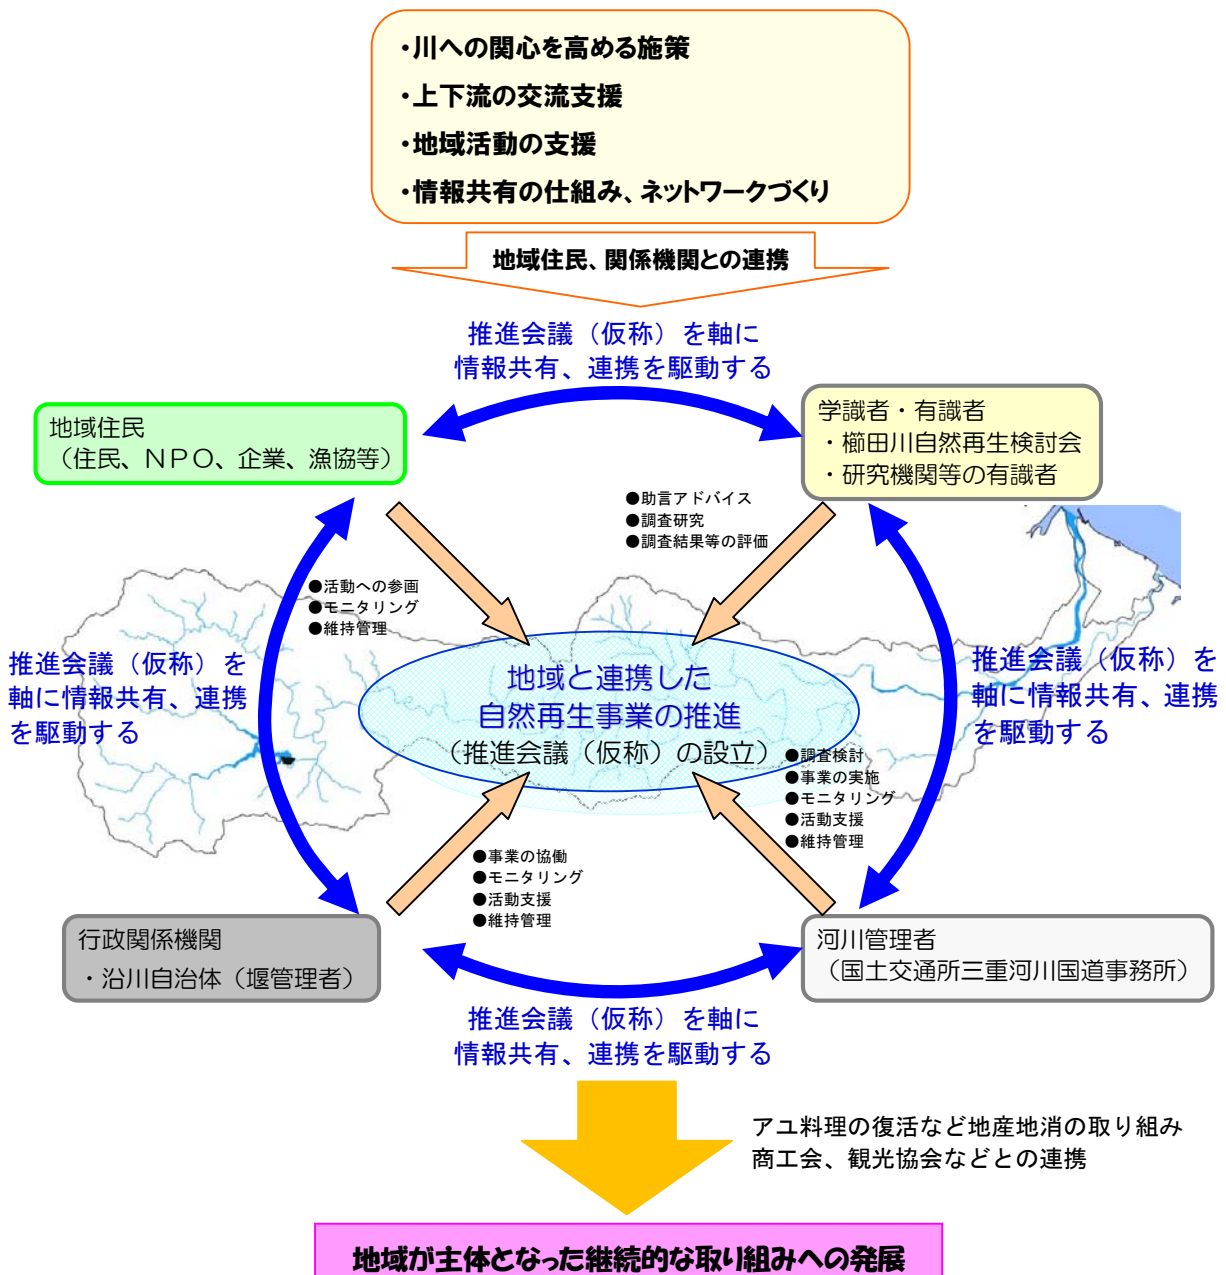 ・川への関心を高める施策
・上下流の交流支援
・地域活動の支援
・情報共有の仕組み、ネットワークづくり
地域住民、関係機関との連携
推進会議（仮称）を軸に
情報共有、連携を駆動する
地域住民
（住民、ＮＰＯ、企業、漁協等）
学識者・有識者
・櫛田川自然再生検討会
・研究機関等の有識者
●助言アドバイス
●調査研究
●調査結果等の評価
●活動への参画
●モニタリング
●維持管理
推進会議（仮称）を
軸に情報共有、連携
を駆動する
推進会議（仮称）を
軸に情報共有、連携
を駆動する
地域と連携した
自然再生事業の推進
（推進会議（仮称）の設立）
●調査検討
●事業の実施
●モニタリング
●活動支援
●維持管理
●事業の協働
●モニタリング
●活動支援
●維持管理
行政関係機関
・沿川自治体（堰管理者）
河川管理者
（国土交通所三重河川国道事務所）
推進会議（仮称）を軸に
情報共有、連携を駆動する
アユ料理の復活など地産地消の取り組み
商工会、観光協会などとの連携
地域が主体となった継続的な取り組みへの発展